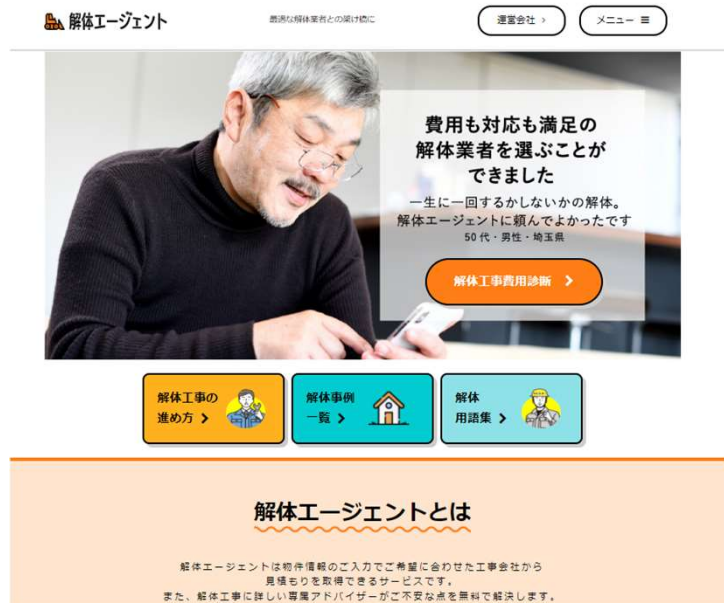 解体エージェント
最適な解体業者との架け橋に
運営会社 >
メニュー ≡
費用も対応も満足の
解体業者を選ぶことが
できました
一生に一回するかしないかの解体。
解体エージェントに頼んでよかったです
50代・男性・埼玉県
解体工事費用診断 >
解体工事の
進め方 >
解体事例
一覧 >
解体
用語集 >
解体エージェントとは
解体エージェントは物件情報のご入力でご希望に合わせた工事会社から
見積もりを取得できるサービスです。
また、解体工事に詳しい専属アドバイザーがご不安な点を無料で解決します。